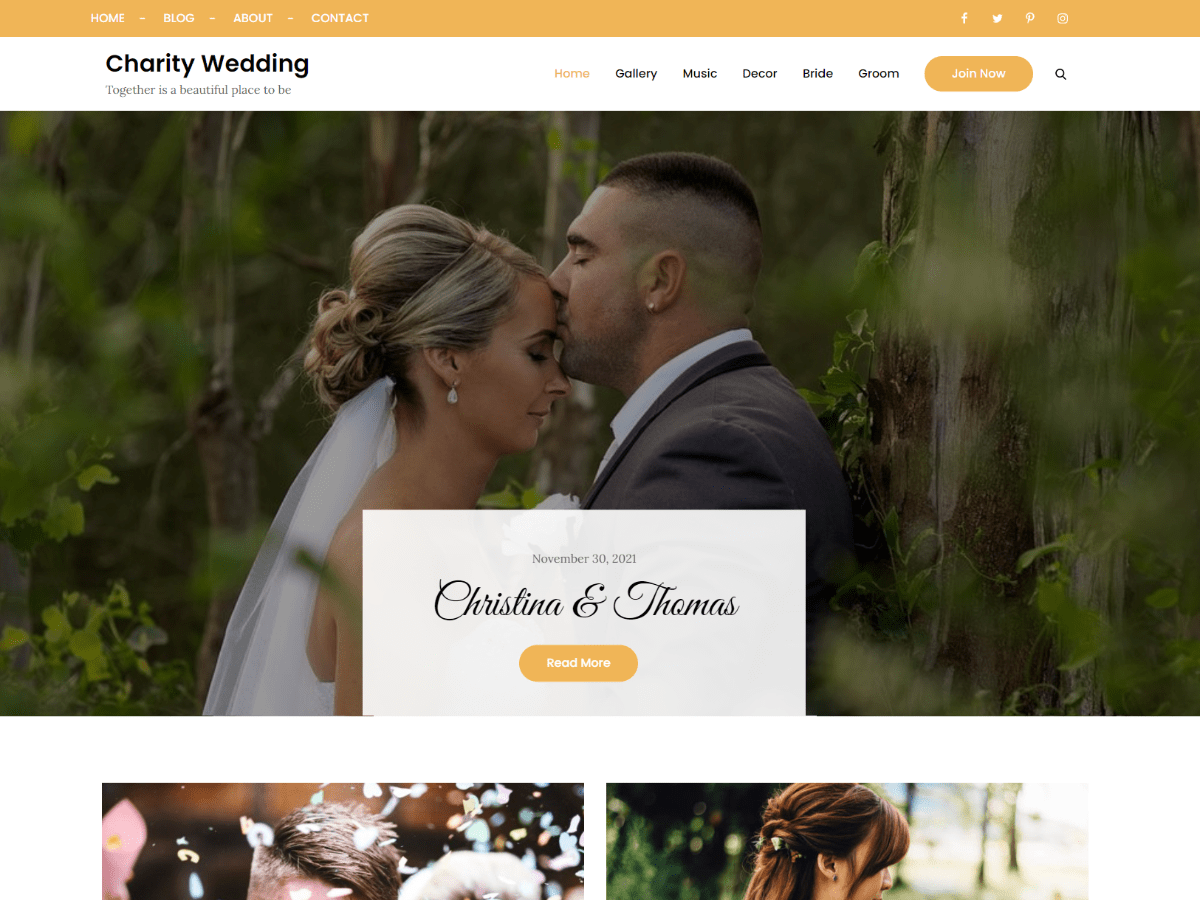 HOME - BLOG - ABOUT - CONTACT
Charity Wedding
Together is a beautiful place to be
Home Gallery Music Decor Bride Groom Join Now
November 30, 2021
Christina & Thomas
Read More